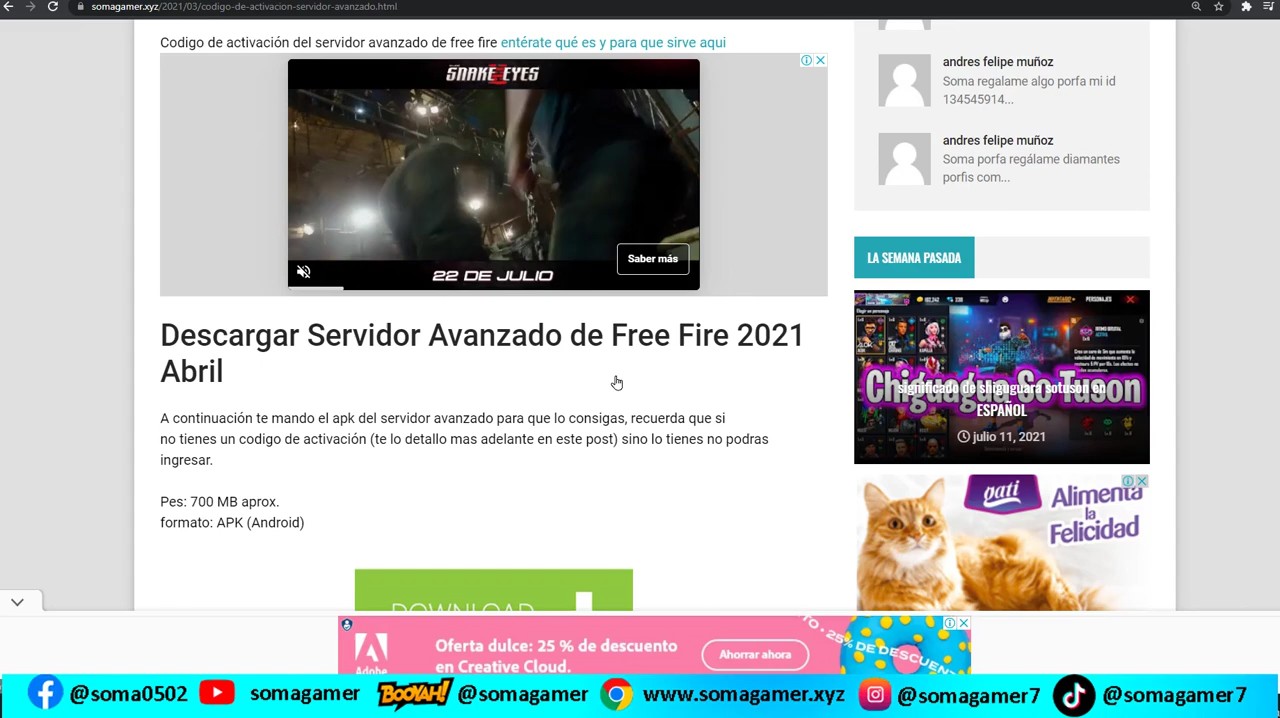 somagamer.xyz/2021/03/codigo-de-activacion-servidor-avanzado.html
Codigo de activación del servidor avanzado de free fire entérate qué es y para que sirve aqui
SNAKE EYES
Saber más
22 DE JULIO
Descargar Servidor Avanzado de Free Fire 2021
Abril
A continuación te mando el apk del servidor avanzado para que lo consigas, recuerda que si
no tienes un codigo de activación (te lo detallo mas adelante en este post) sino lo tienes no podras
ingresar.
Pes: 700 MB aprox.
formato: APK (Android)
DOWNLOAD
andres felipe muñoz
Soma regalame algo porfa mi id
134545914...
andres felipe muñoz
Soma porfa regálame diamantes
porfis com...
LA SEMANA PASADA
PERSONAJES
Chiguagua So Tuson
significado de shiguguara sotuson en
ESPAÑOL
julio 11, 2021
gati
Alimenta
la
Felicidad
Adobe
Oferta dulce: 25 % de descuento
en Creative Cloud.
Ahorrar ahora
@soma0502
somagamer
BOOYAH!
@somagamer
www.somagamer.xyz
@somagamer7
@somagamer7